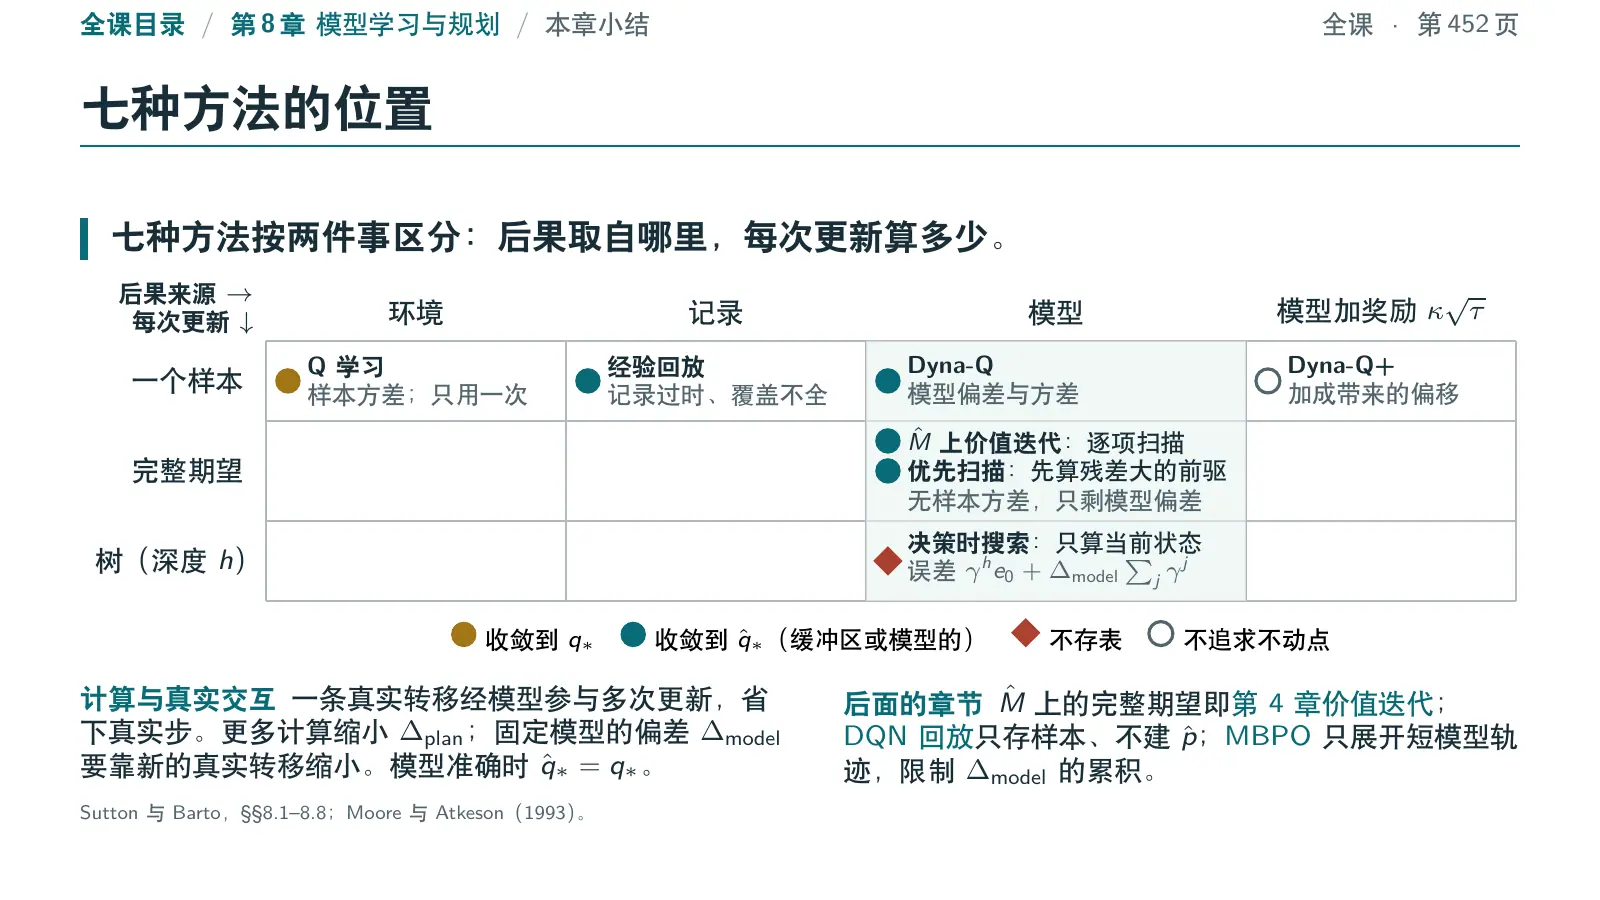 全课目录 / 第 8 章 模型学习与规划 / 本章小结
全课 · 第 452 页
七种方法的位置
七种方法按两件事区分：后果取自哪里，每次更新算多少。
后果来源 →
每次更新 ↓
环境
记录
模型
模型加奖励 κ√τ
一个样本
Q 学习
样本方差；只用一次
经验回放
记录过时、覆盖不全
Dyna-Q
模型偏差与方差
Dyna-Q+
加成带来的偏移
完整期望
M̂ 上价值迭代：逐项扫描
优先扫描：先算残差大的前驱
无样本方差，只剩模型偏差
树（深度 h）
决策时搜索：只算当前状态
误差 γ^h e₀ + Δ_model ∑_j γ^j
收敛到 q∗
收敛到 q̂∗（缓冲区或模型的）
不存表
不追求不动点
计算与真实交互 一条真实转移经模型参与多次更新，省
下真实步。更多计算缩小 Δ_plan；固定模型的偏差 Δ_model
要靠新的真实转移缩小。模型准确时 q̂∗ = q∗。
后面的章节 M̂ 上的完整期望即第 4 章价值迭代；
DQN 回放只存样本、不建 p̂；MBPO 只展开短模型轨
迹，限制 Δ_model 的累积。
Sutton 与 Barto，§§8.1–8.8；Moore 与 Atkeson（1993）。